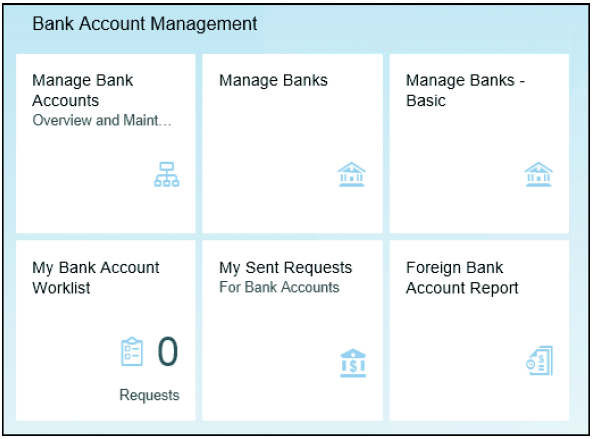 Bank Account Management
Manage Bank
Accounts
Overview and Maint...
Manage Banks
Manage Banks -
Basic
My Bank Account
Worklist
0
Requests
My Sent Requests
For Bank Accounts
Foreign Bank
Account Report